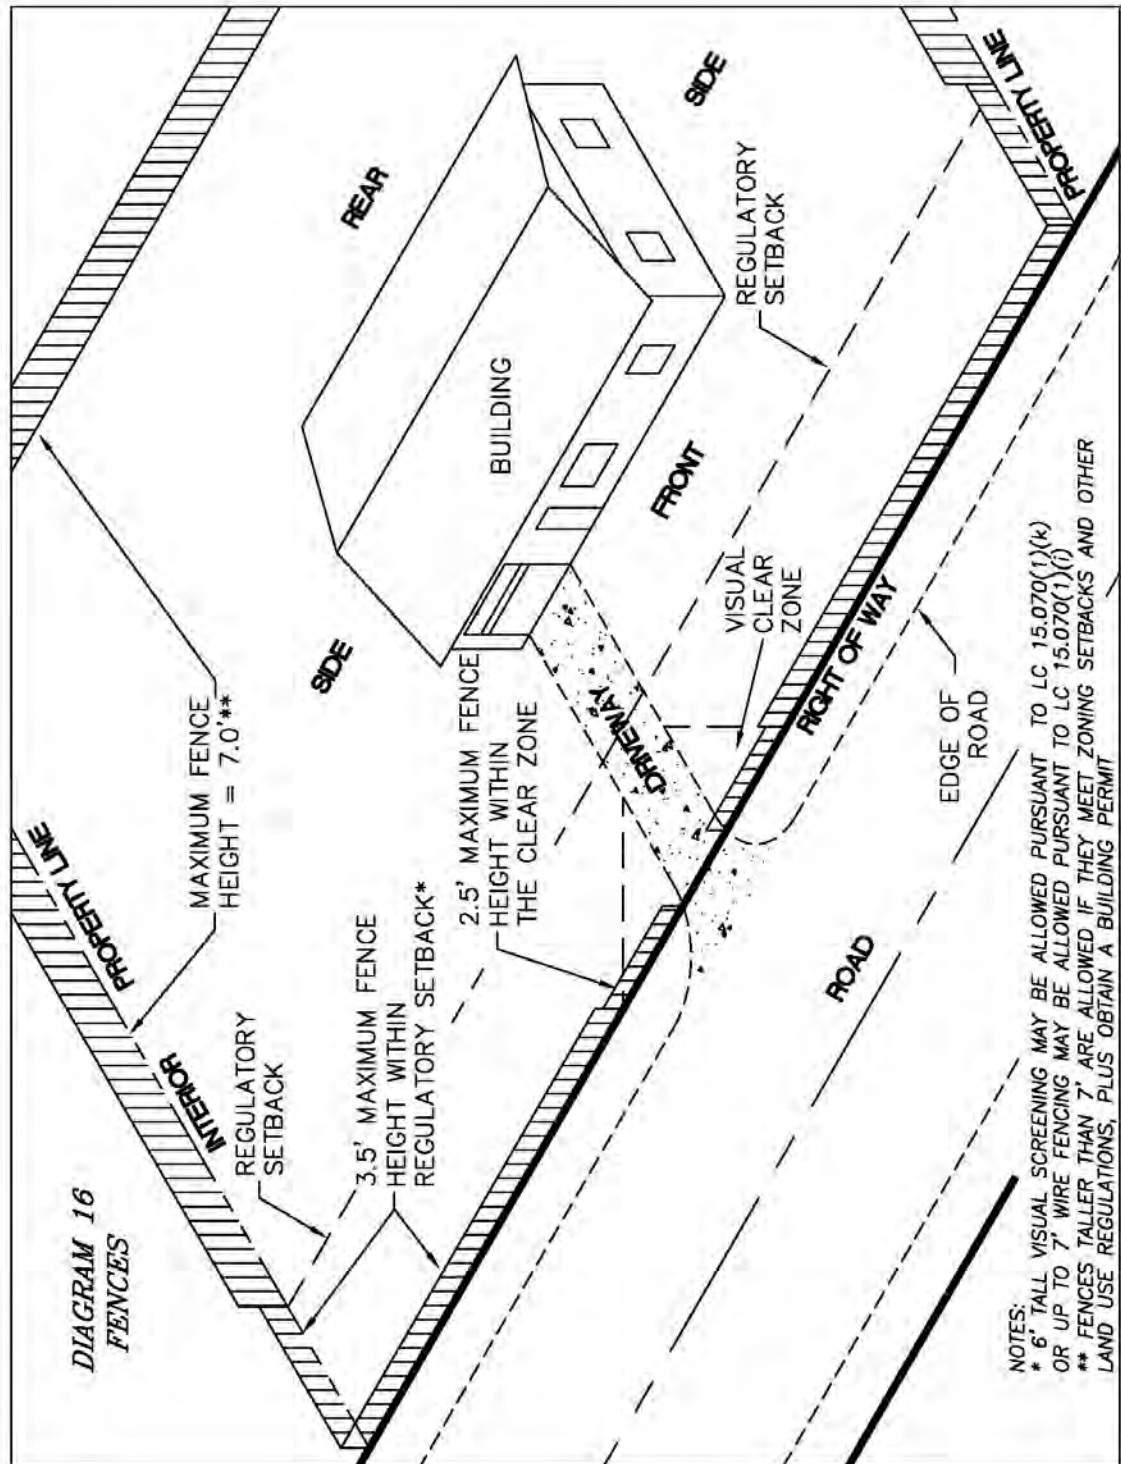 DIAGRAM 16
FENCES
PROPERTY LINE
INTERIOR
MAXIMUM FENCE
HEIGHT = 7.0'**
REAR
SIDE
SIDE
BUILDING
REGULATORY
SETBACK
3.5' MAXIMUM FENCE
HEIGHT WITHIN
REGULATORY SETBACK*
2.5' MAXIMUM FENCE
HEIGHT WITHIN
THE CLEAR ZONE
DRIVEWAY
FRONT
VISUAL
CLEAR
ZONE
REGULATORY
SETBACK
PROPERTY LINE
RIGHT OF WAY
ROAD
EDGE OF
ROAD
NOTES:
* 6' TALL VISUAL SCREENING MAY BE ALLOWED PURSUANT TO LC 15.070(1)(k)
OR UP TO 7' WIRE FENCING MAY BE ALLOWED PURSUANT TO LC 15.070(1)(i)
** FENCES TALLER THAN 7' ARE ALLOWED IF THEY MEET ZONING SETBACKS AND OTHER
LAND USE REGULATIONS, PLUS OBTAIN A BUILDING PERMIT.